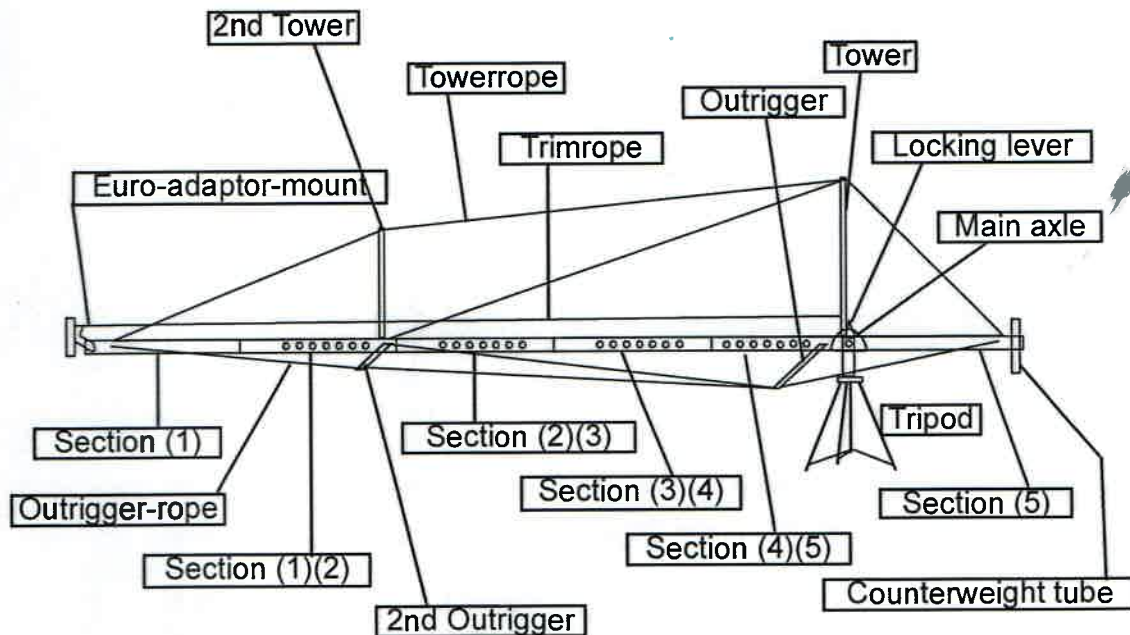 2nd Tower
Tower
Towerrope
Outrigger
Trimrope
Locking lever
Euro-adaptor-mount
Main axle
Section (1)
Section (2)(3)
Tripod
Outrigger-rope
Section (3)(4)
Section (5)
Section (1)(2)
Section (4)(5)
Counterweight tube
2nd Outrigger